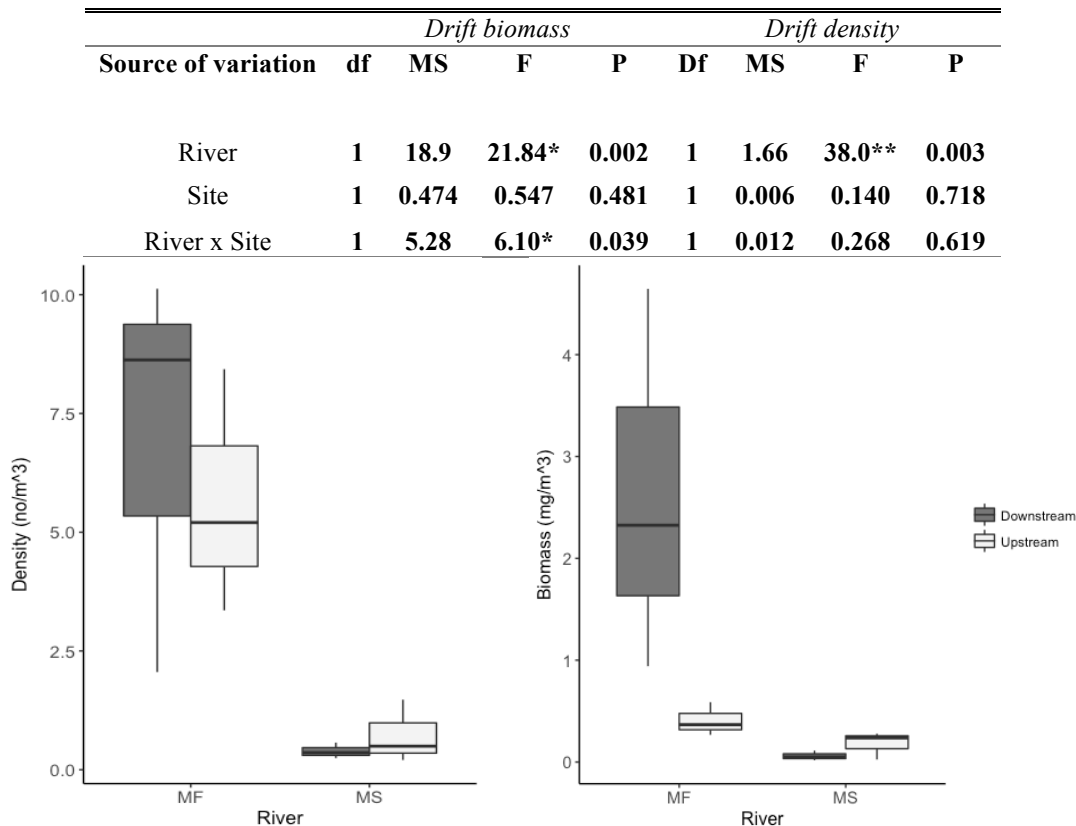 Drift biomass Drift density
Source of variation df MS F P Df MS F P
River 1 18.9 21.84* 0.002 1 1.66 38.0** 0.003
Site 1 0.474 0.547 0.481 1 0.006 0.140 0.718
River x Site 1 5.28 6.10* 0.039 1 0.012 0.268 0.619
Density (no/m^3)
10.0
7.5
5.0
2.5
0.0
MF MS
River
Biomass (mg/m^3)
4
3
2
1
0
MF MS
River
Downstream
Upstream